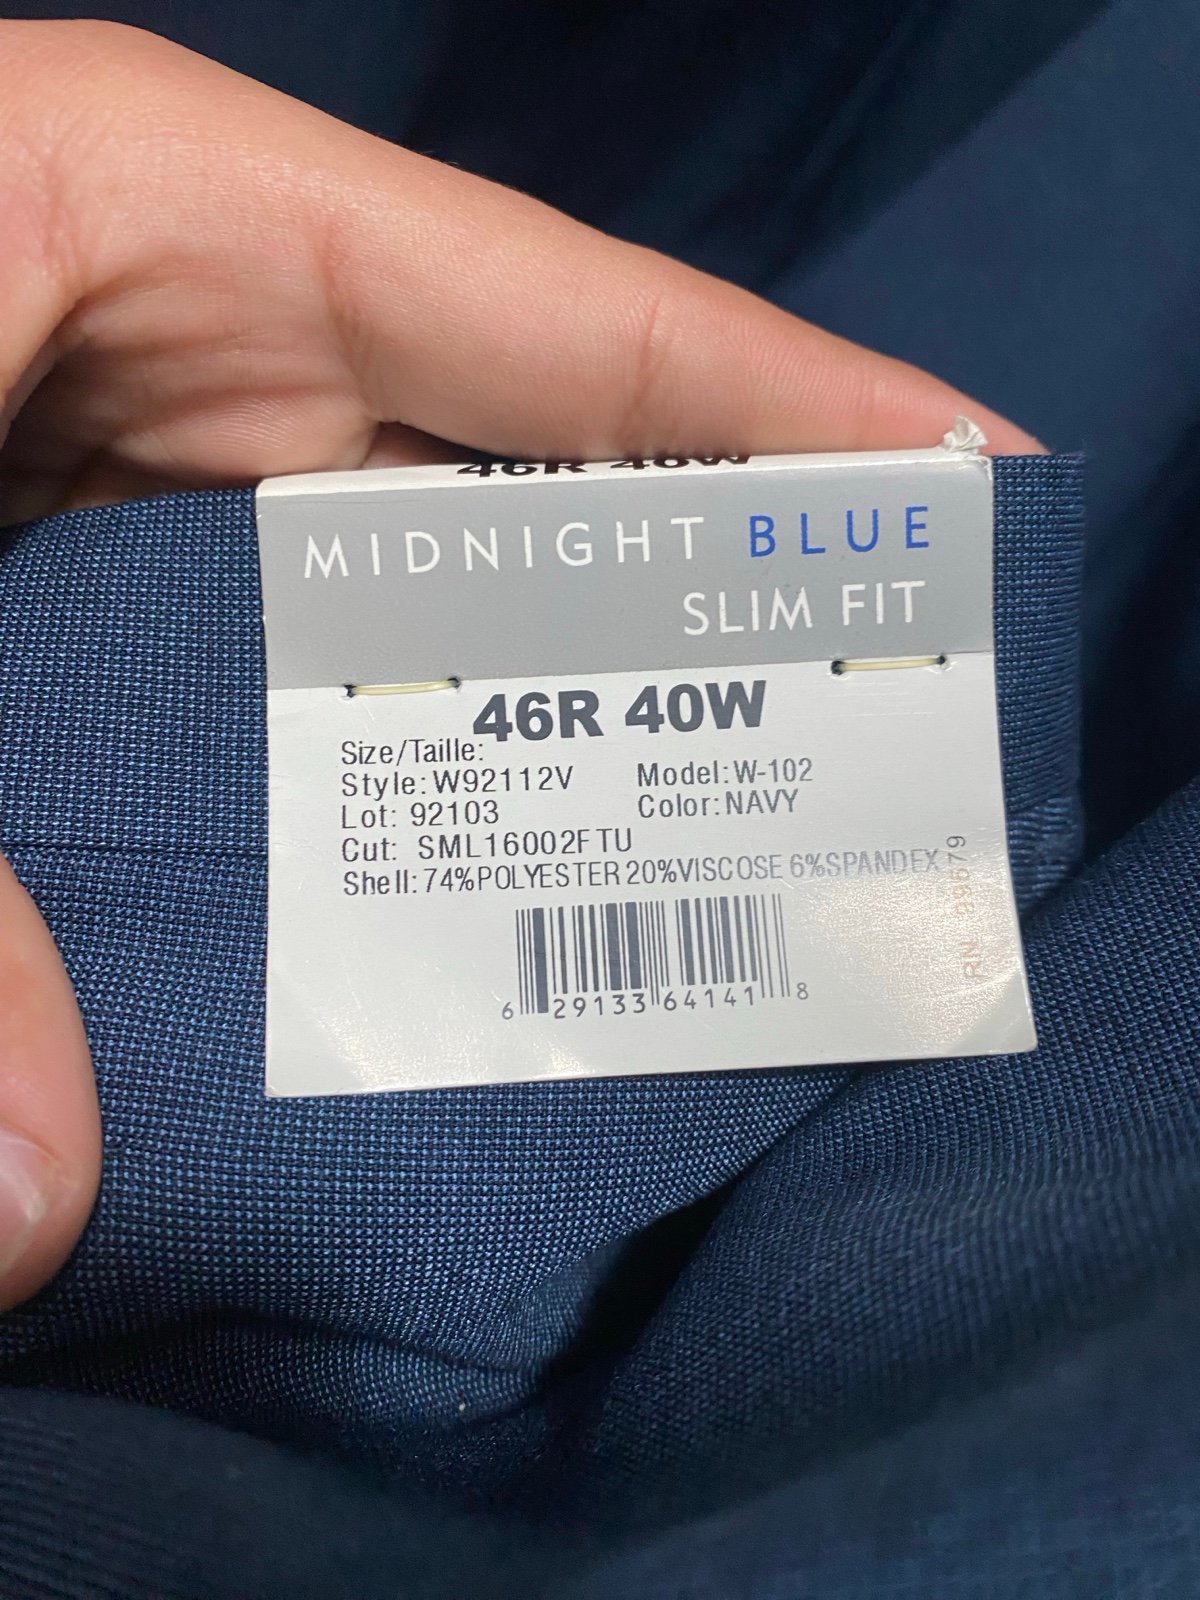 46R 40W
MIDNIGHT BLUE
SLIM FIT
46R 40W
Size/Taille:
Style: W92112V Model: W-102
Lot: 92103 Color: NAVY
Cut: SML16002FTU
Shell: 74%POLYESTER 20%VISCOSE 6%SPANDEX
6 29133 64141 8
RN